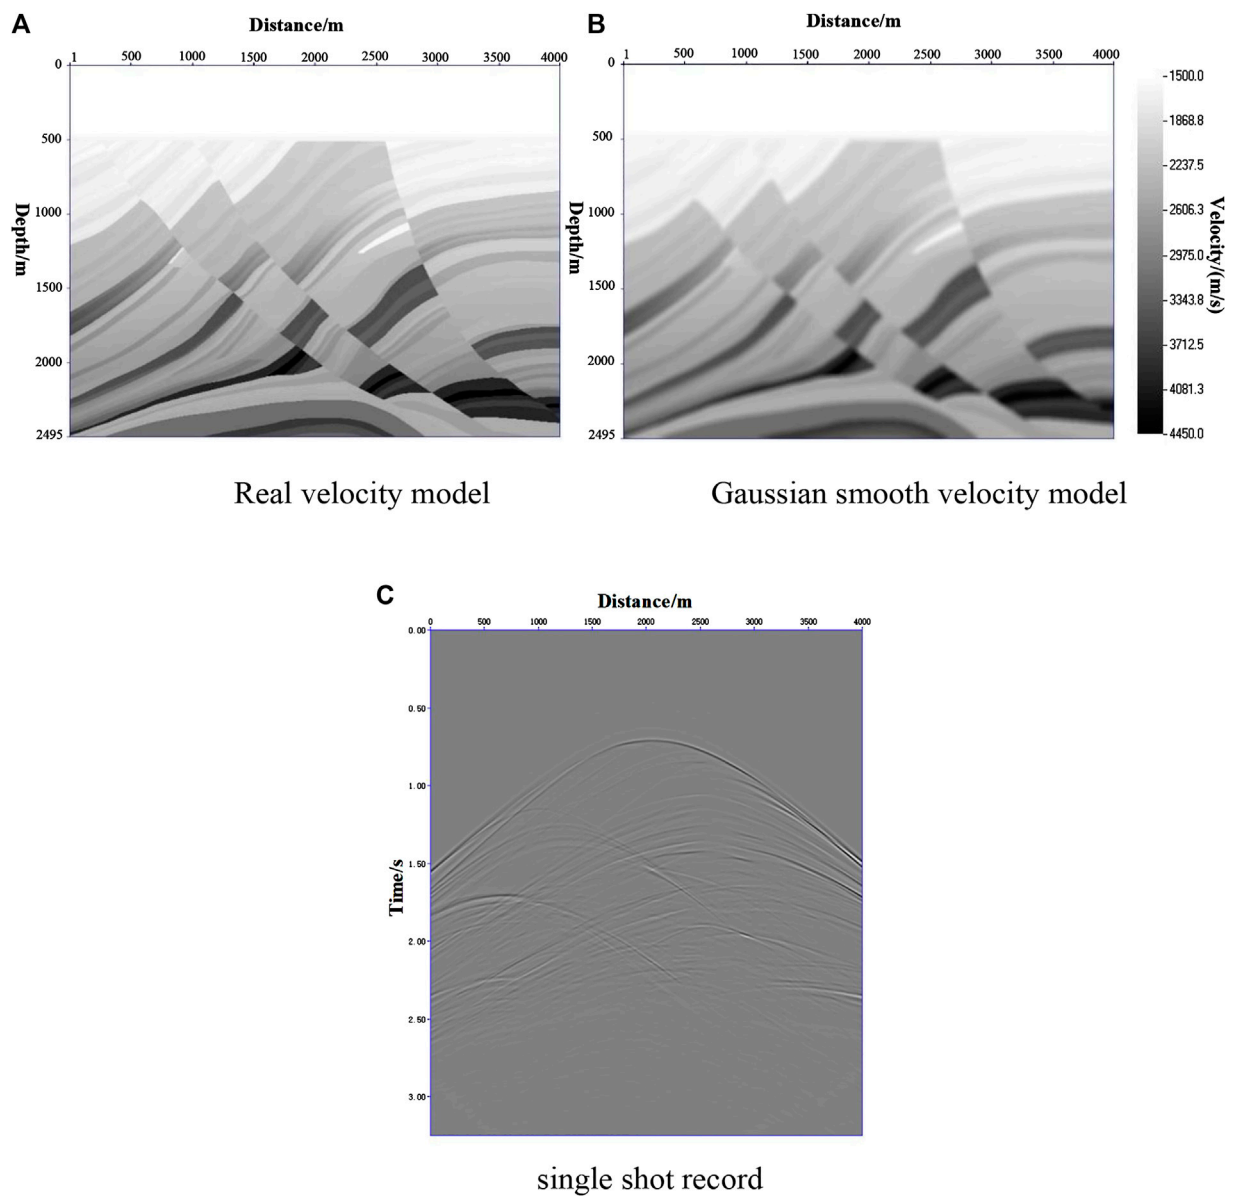 A
Distance/m
1 500 1000 1500 2000 2500 3000 3500 4000
0
500
1000
1500
2000
2495
Depth/m
Real velocity model
B
Distance/m
1 500 1000 1500 2000 2500 3000 3500 4000
0
500
1000
1500
2000
2495
Depth/m
1500.0
1868.8
2237.5
2606.3
2975.0
3343.8
3712.5
4081.3
4450.0
Velocity/(m/s)
Gaussian smooth velocity model
C
Distance/m
0 500 1000 1500 2000 2500 3000 3500 4000
0.00
0.50
1.00
1.50
2.00
2.50
3.00
Time/s
single shot record